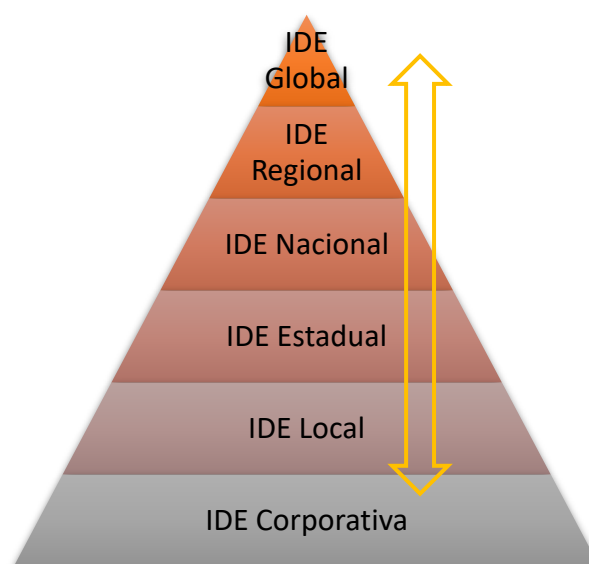 IDE
Global
IDE
Regional
IDE Nacional
IDE Estadual
IDE Local
IDE Corporativa